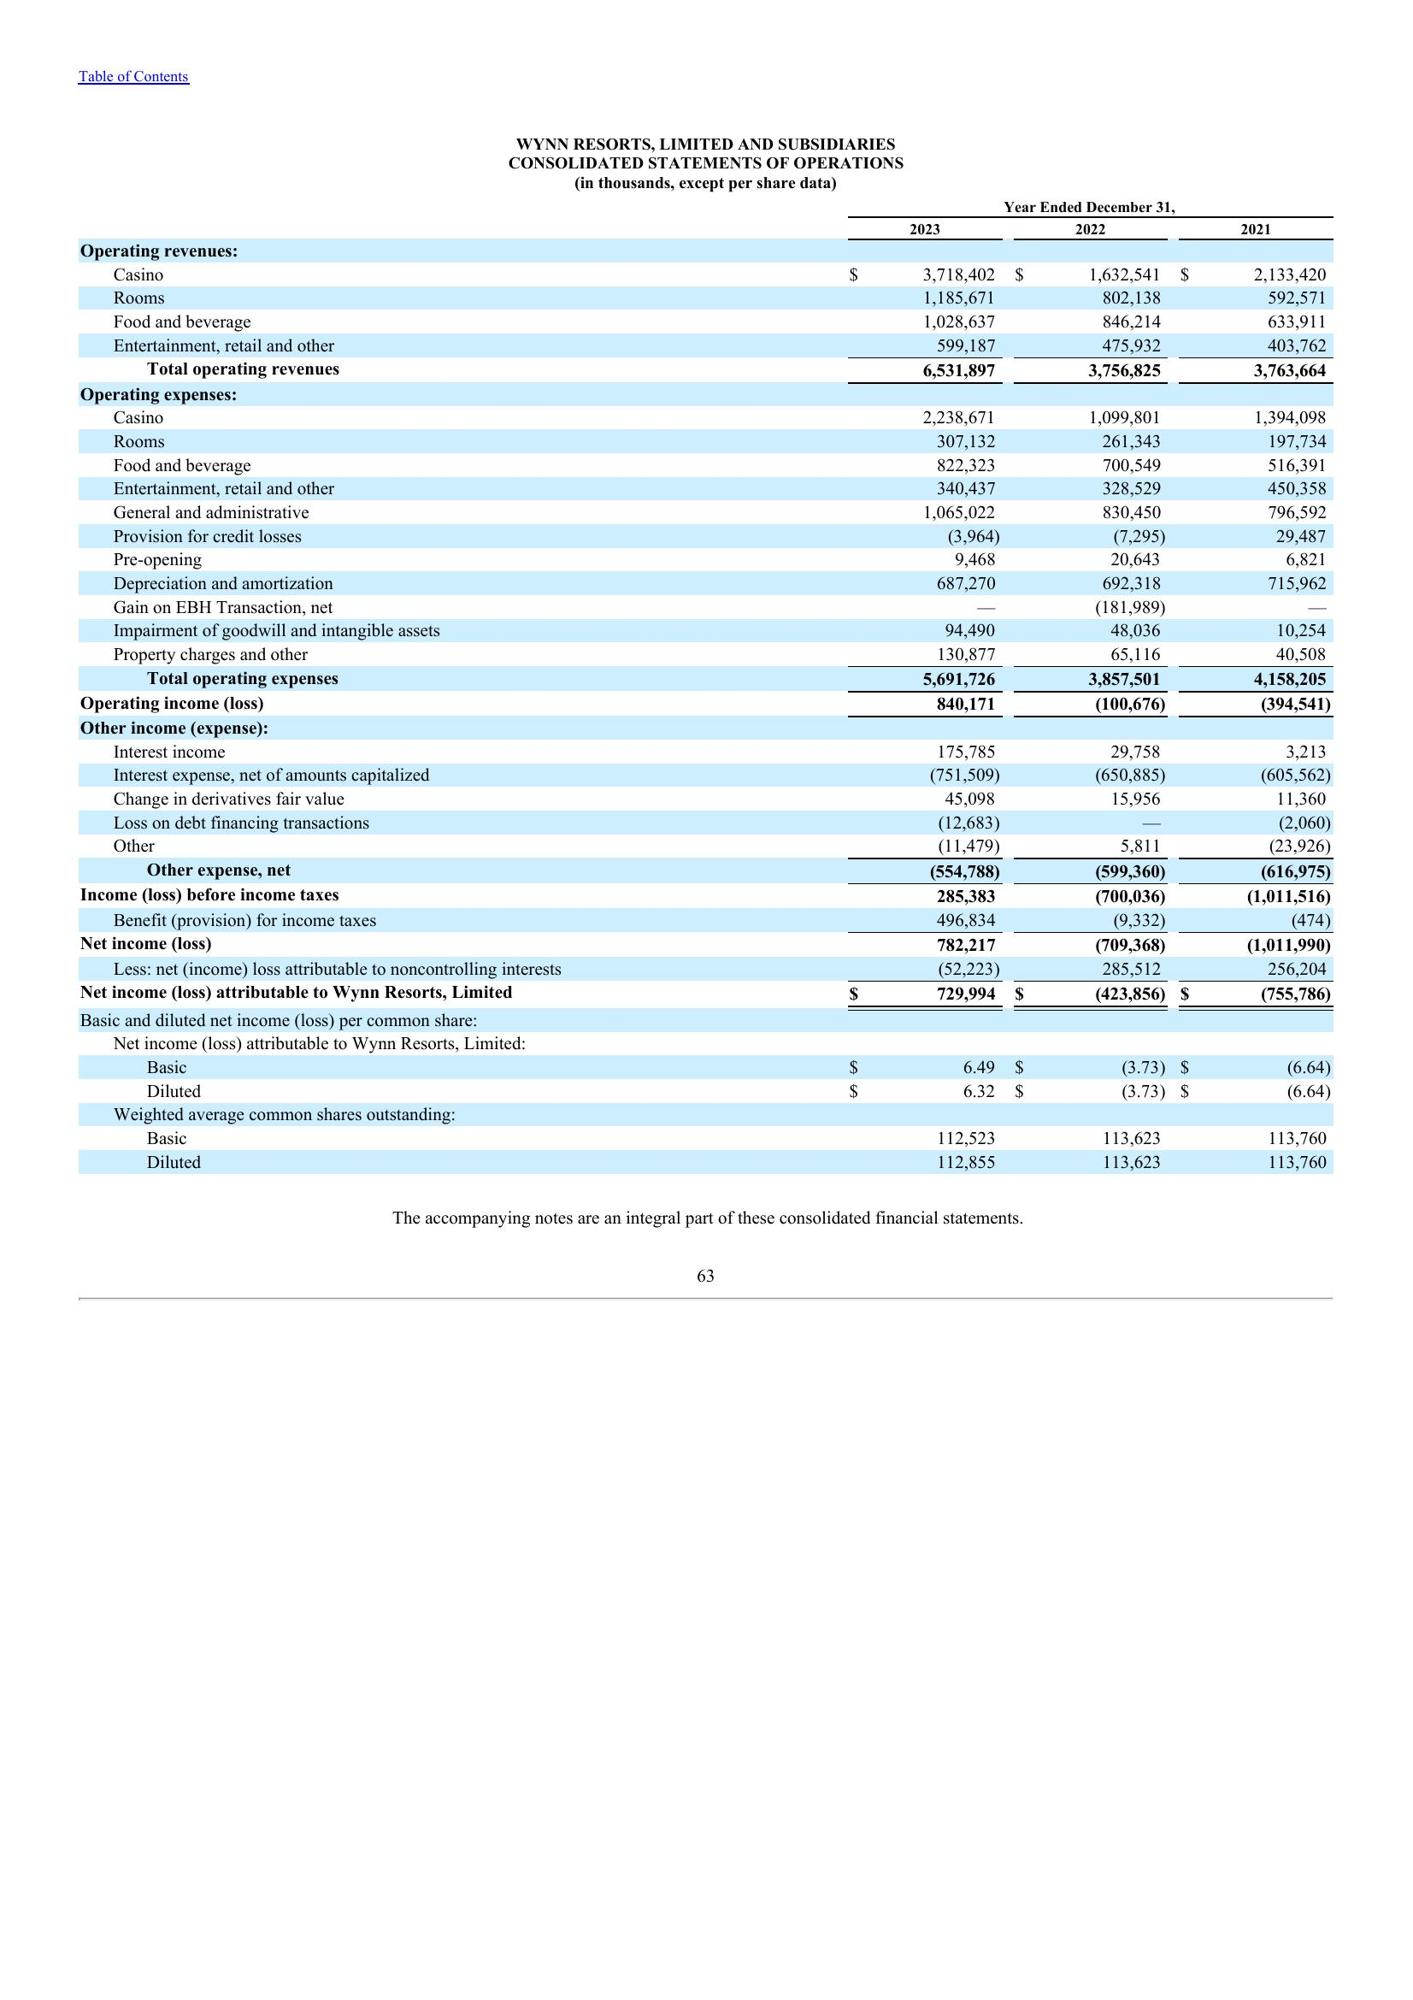 Table of Contents
WYNN RESORTS, LIMITED AND SUBSIDIARIES
CONSOLIDATED STATEMENTS OF OPERATIONS
(in thousands, except per share data)
Year Ended December 31,
2023 2022 2021
Operating revenues:
Casino $ 3,718,402 $ 1,632,541 $ 2,133,420
Rooms 1,185,671 802,138 592,571
Food and beverage 1,028,637 846,214 633,911
Entertainment, retail and other 599,187 475,932 403,762
Total operating revenues 6,531,897 3,756,825 3,763,664
Operating expenses:
Casino 2,238,671 1,099,801 1,394,098
Rooms 307,132 261,343 197,734
Food and beverage 822,323 700,549 516,391
Entertainment, retail and other 340,437 328,529 450,358
General and administrative 1,065,022 830,450 796,592
Provision for credit losses (3,964) (7,295) 29,487
Pre-opening 9,468 20,643 6,821
Depreciation and amortization 687,270 692,318 715,962
Gain on EBH Transaction, net — (181,989) —
Impairment of goodwill and intangible assets 94,490 48,036 10,254
Property charges and other 130,877 65,116 40,508
Total operating expenses 5,691,726 3,857,501 4,158,205
Operating income (loss) 840,171 (100,676) (394,541)
Other income (expense):
Interest income 175,785 29,758 3,213
Interest expense, net of amounts capitalized (751,509) (650,885) (605,562)
Change in derivatives fair value 45,098 15,956 11,360
Loss on debt financing transactions (12,683) — (2,060)
Other (11,479) 5,811 (23,926)
Other expense, net (554,788) (599,360) (616,975)
Income (loss) before income taxes 285,383 (700,036) (1,011,516)
Benefit (provision) for income taxes 496,834 (9,332) (474)
Net income (loss) 782,217 (709,368) (1,011,990)
Less: net (income) loss attributable to noncontrolling interests (52,223) 285,512 256,204
Net income (loss) attributable to Wynn Resorts, Limited $ 729,994 $ (423,856) $ (755,786)
Basic and diluted net income (loss) per common share:
Net income (loss) attributable to Wynn Resorts, Limited:
Basic $ 6.49 $ (3.73) $ (6.64)
Diluted $ 6.32 $ (3.73) $ (6.64)
Weighted average common shares outstanding:
Basic 112,523 113,623 113,760
Diluted 112,855 113,623 113,760
The accompanying notes are an integral part of these consolidated financial statements.
63